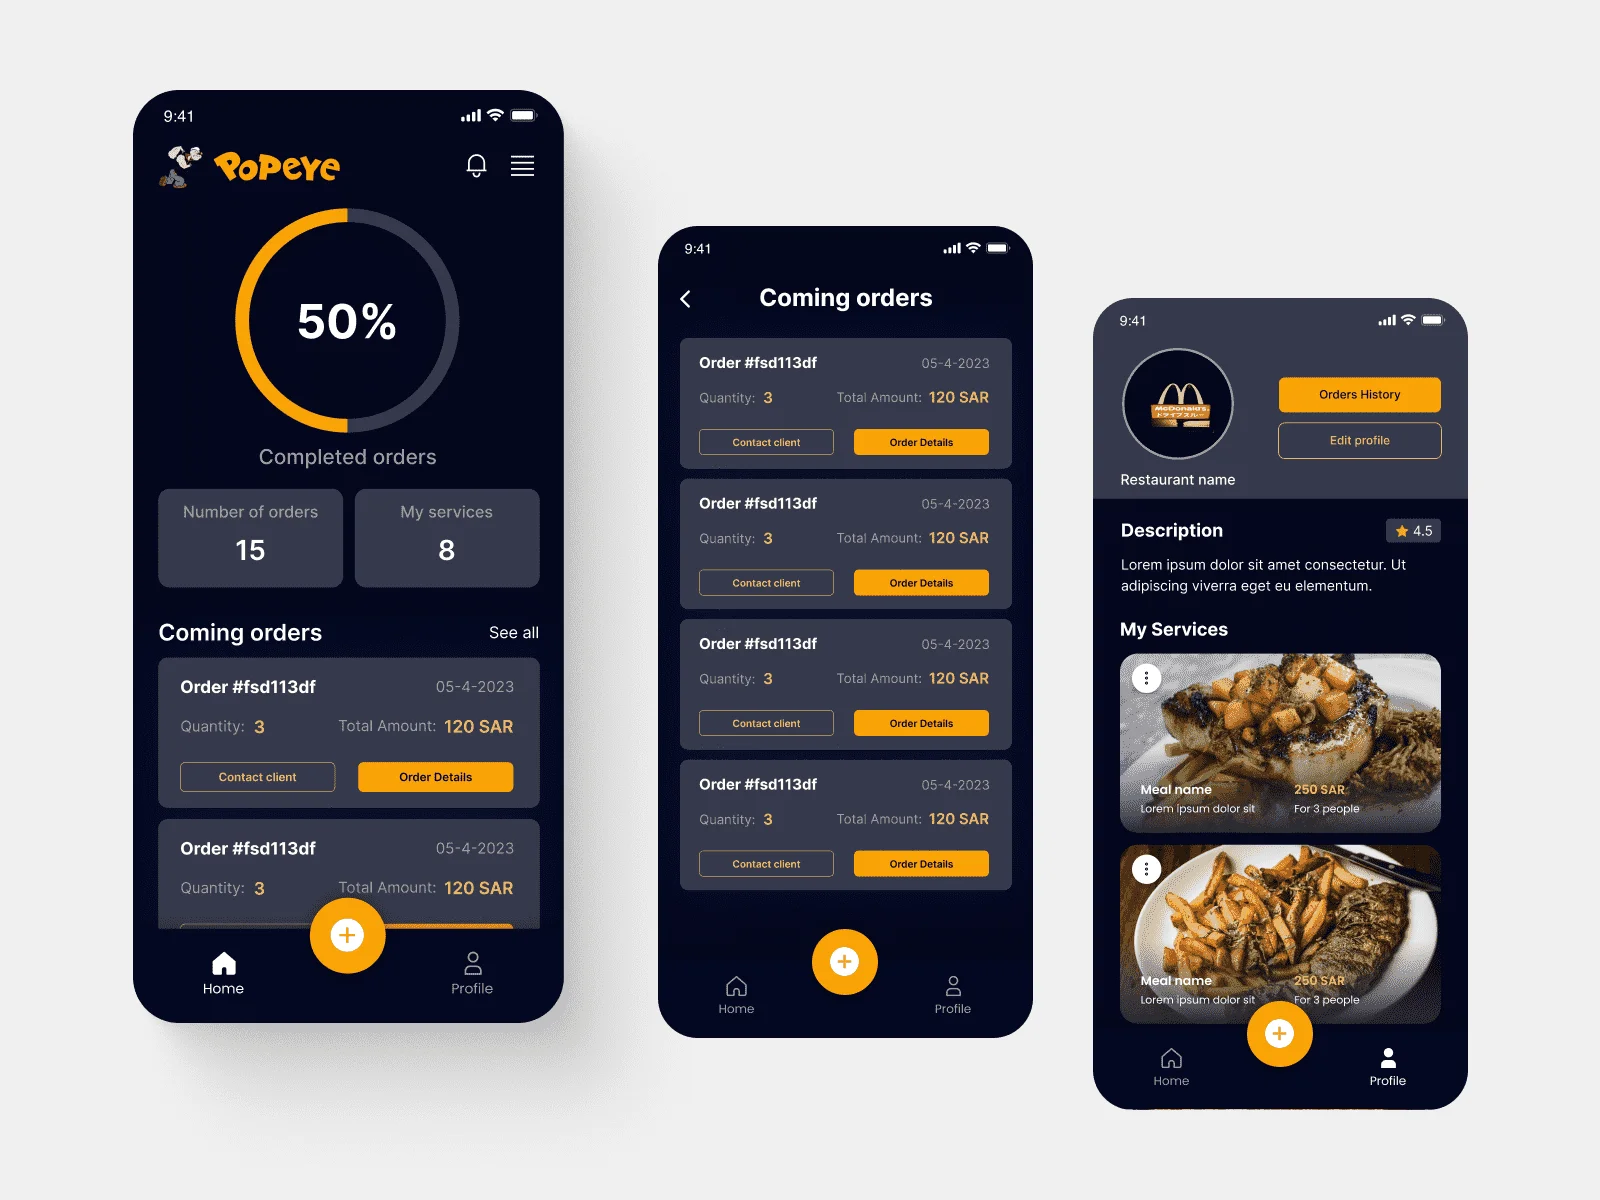 9:41
POPEYE
50%
Completed orders
Number of orders
15
My services
8
Coming orders
See all
Order #fsd113df
05-4-2023
Quantity: 3
Total Amount: 120 SAR
Contact client
Order Details
Order #fsd113df
05-4-2023
Quantity: 3
Total Amount: 120 SAR
Home
Profile
9:41
Coming orders
Order #fsd113df
05-4-2023
Quantity: 3
Total Amount: 120 SAR
Contact client
Order Details
Order #fsd113df
05-4-2023
Quantity: 3
Total Amount: 120 SAR
Contact client
Order Details
Order #fsd113df
05-4-2023
Quantity: 3
Total Amount: 120 SAR
Contact client
Order Details
Order #fsd113df
05-4-2023
Quantity: 3
Total Amount: 120 SAR
Contact client
Order Details
Home
Profile
9:41
McDonald's.
ドライブスルー
Orders History
Edit profile
Restaurant name
Description
4.5
Lorem ipsum dolor sit amet consectetur. Ut
adipiscing viverra eget eu elementum.
My Services
Meal name
250 SAR
Lorem ipsum dolor sit
For 3 people
Meal name
250 SAR
Lorem ipsum dolor sit
For 3 people
Home
Profile